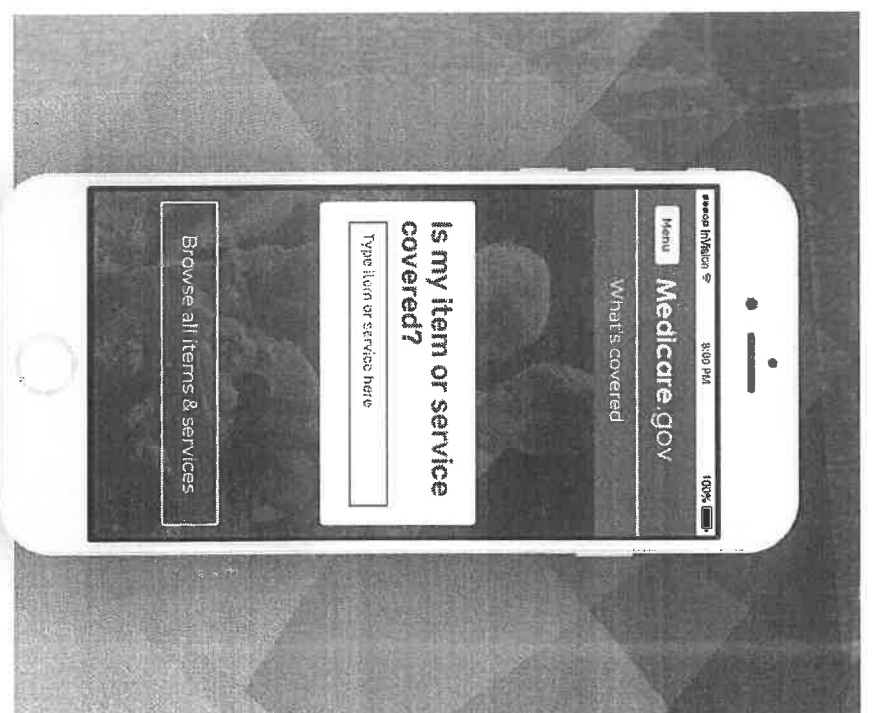 InVision 8:00 PM 100%
Menu Medicare.gov
What's covered
Is my item or service
covered?
Type item or service here
Browse all items & services